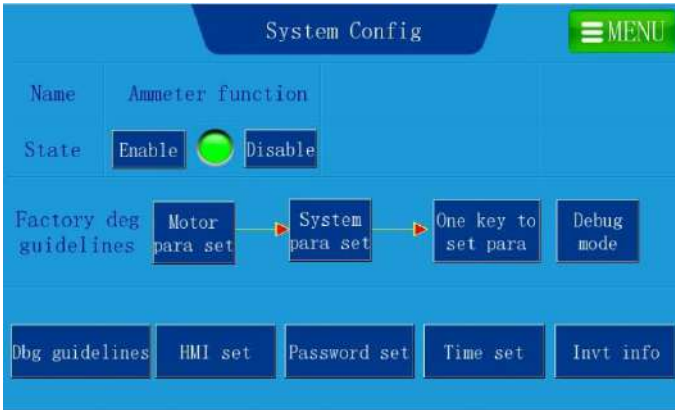 System Config
MENU
Name Ammeter function
State Enable Disable
Factory deg guidelines
Motor para set
System para set
One key to set para
Debug mode
Dbg guidelines HMI set Password set Time set Invt info